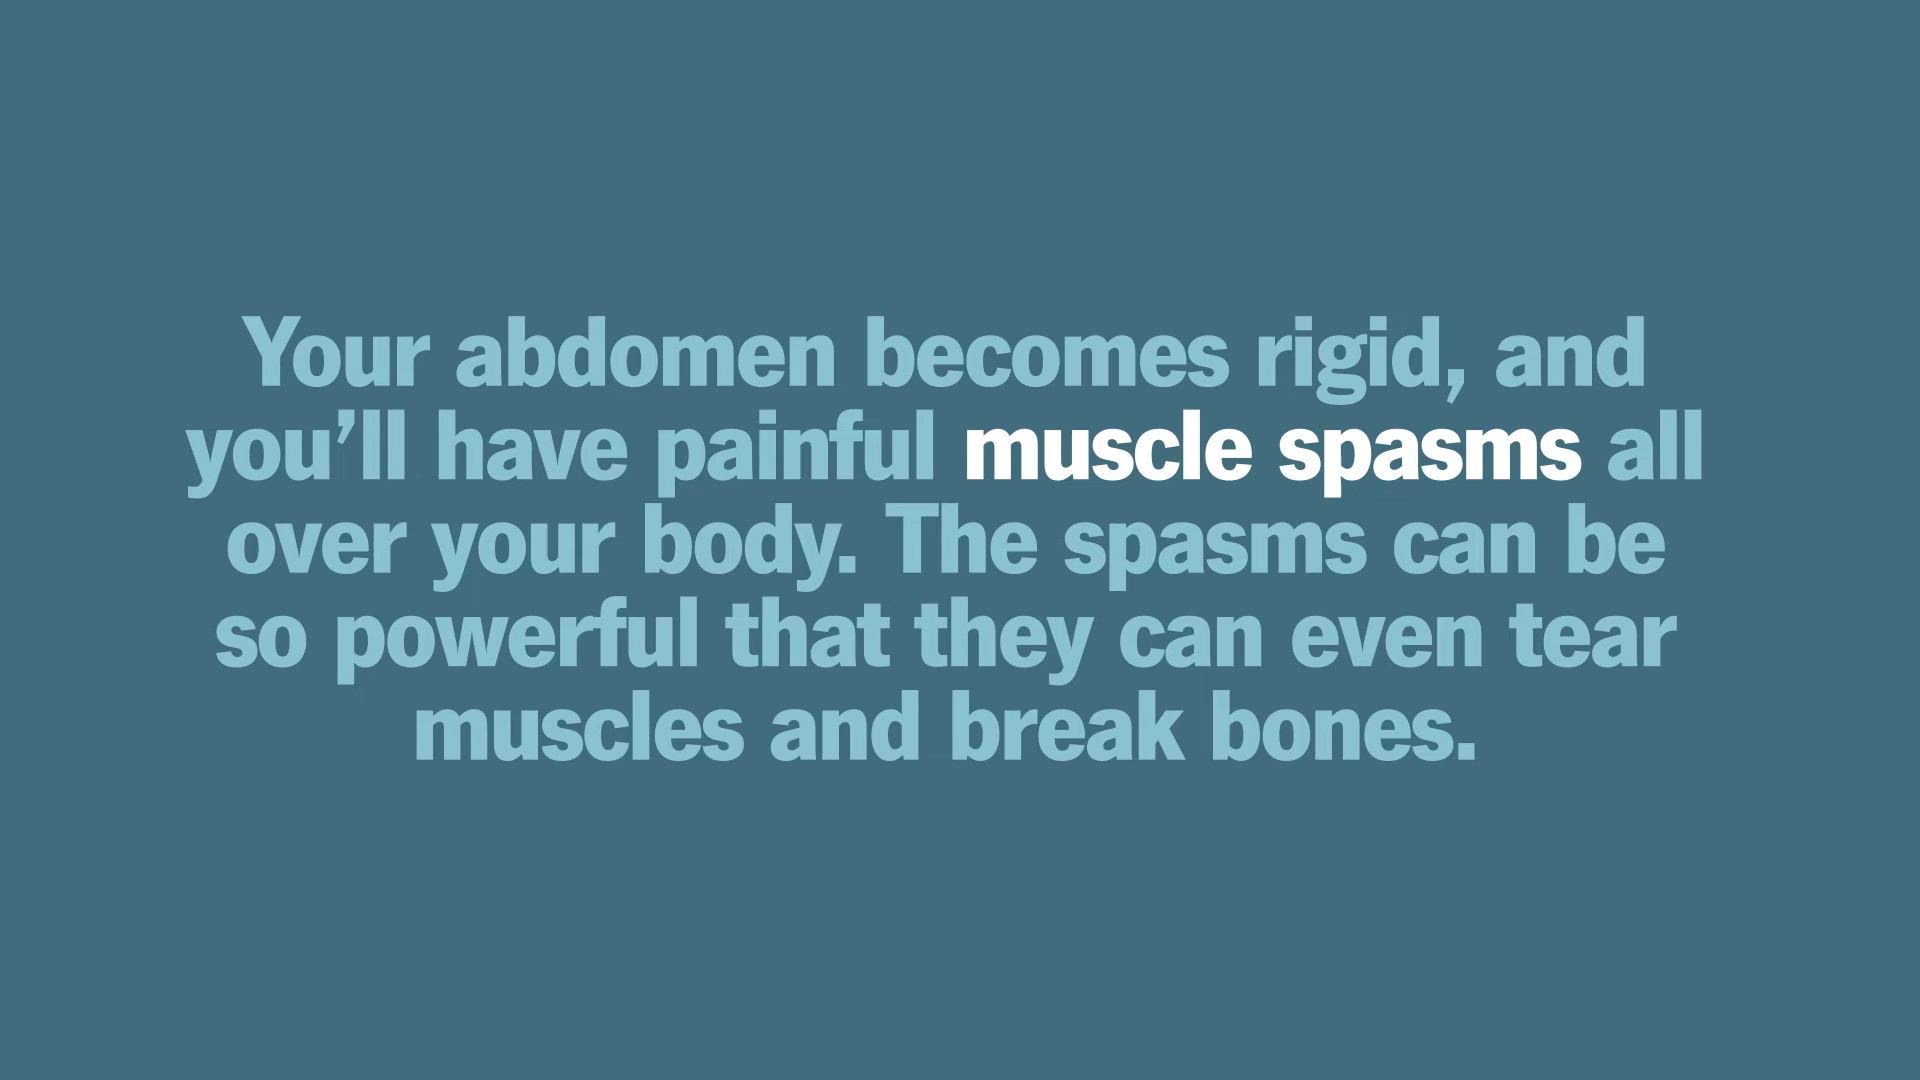 Your abdomen becomes rigid, and
you’ll have painful muscle spasms all
over your body. The spasms can be
so powerful that they can even tear
muscles and break bones.